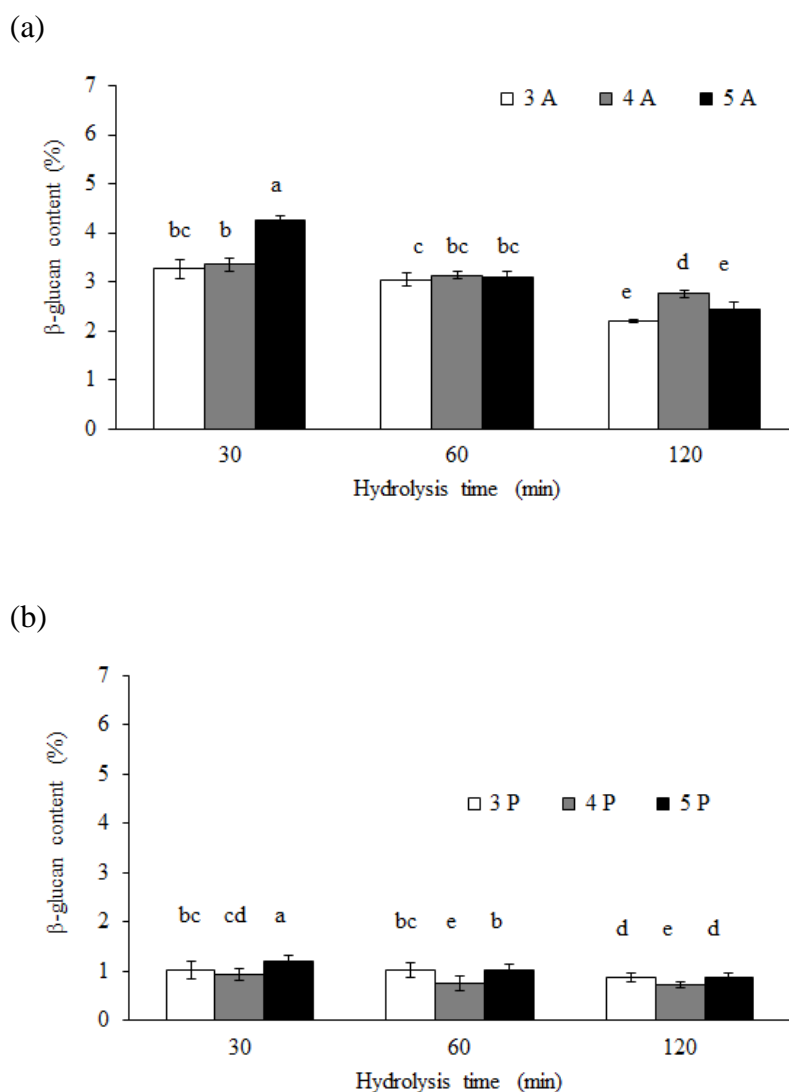 (a)
7
6
5
4
3
2
1
0
β-glucan content (%)
3 A 4 A 5 A
bc b a
c bc bc
e d e
30 60 120
Hydrolysis time (min)
(b)
7
6
5
4
3
2
1
0
β-glucan content (%)
3 P 4 P 5 P
bc cd a
bc e b
d e d
30 60 120
Hydrolysis time (min)